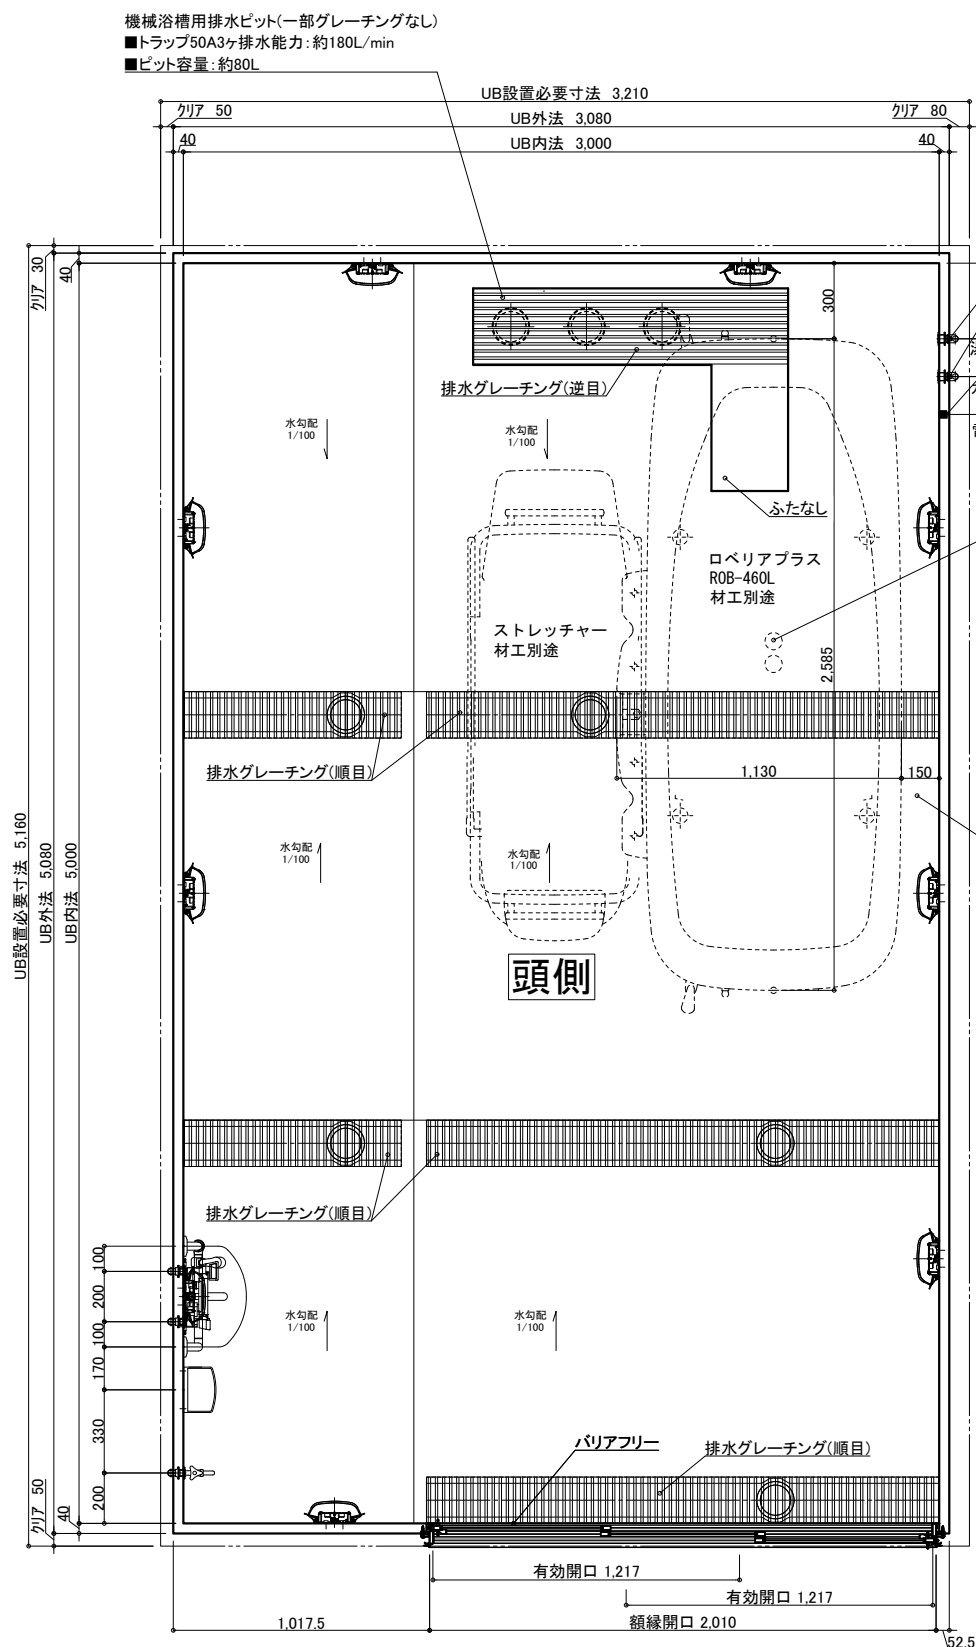 機械浴槽用排水ピット(一部グレーチングなし)
■トラップ50A3ヶ排水能力:約180L/min
■ピット容量:約80L
UB設置必要寸法 3,210
クリア 50
UB外法 3,080
クリア 80
40
UB内法 3,000
40
クリア 30
40
300
排水グレーチング(逆目)
水勾配
1/100
水勾配
1/100
ふたなし
ロベリアプラス
ROB-460L
材工別途
ストレッチャー
材工別途
2,585
排水グレーチング(順目)
1,130
150
水勾配
1/100
水勾配
1/100
UB設置必要寸法 5,160
UB外法 5,080
UB内法 5,000
頭側
排水グレーチング(順目)
100
200
100
170
330
200
水勾配
1/100
水勾配
1/100
バリアフリー
排水グレーチング(順目)
クリア 50
40
有効開口 1,217
有効開口 1,217
1,017.5
額縁開口 2,010
52.5